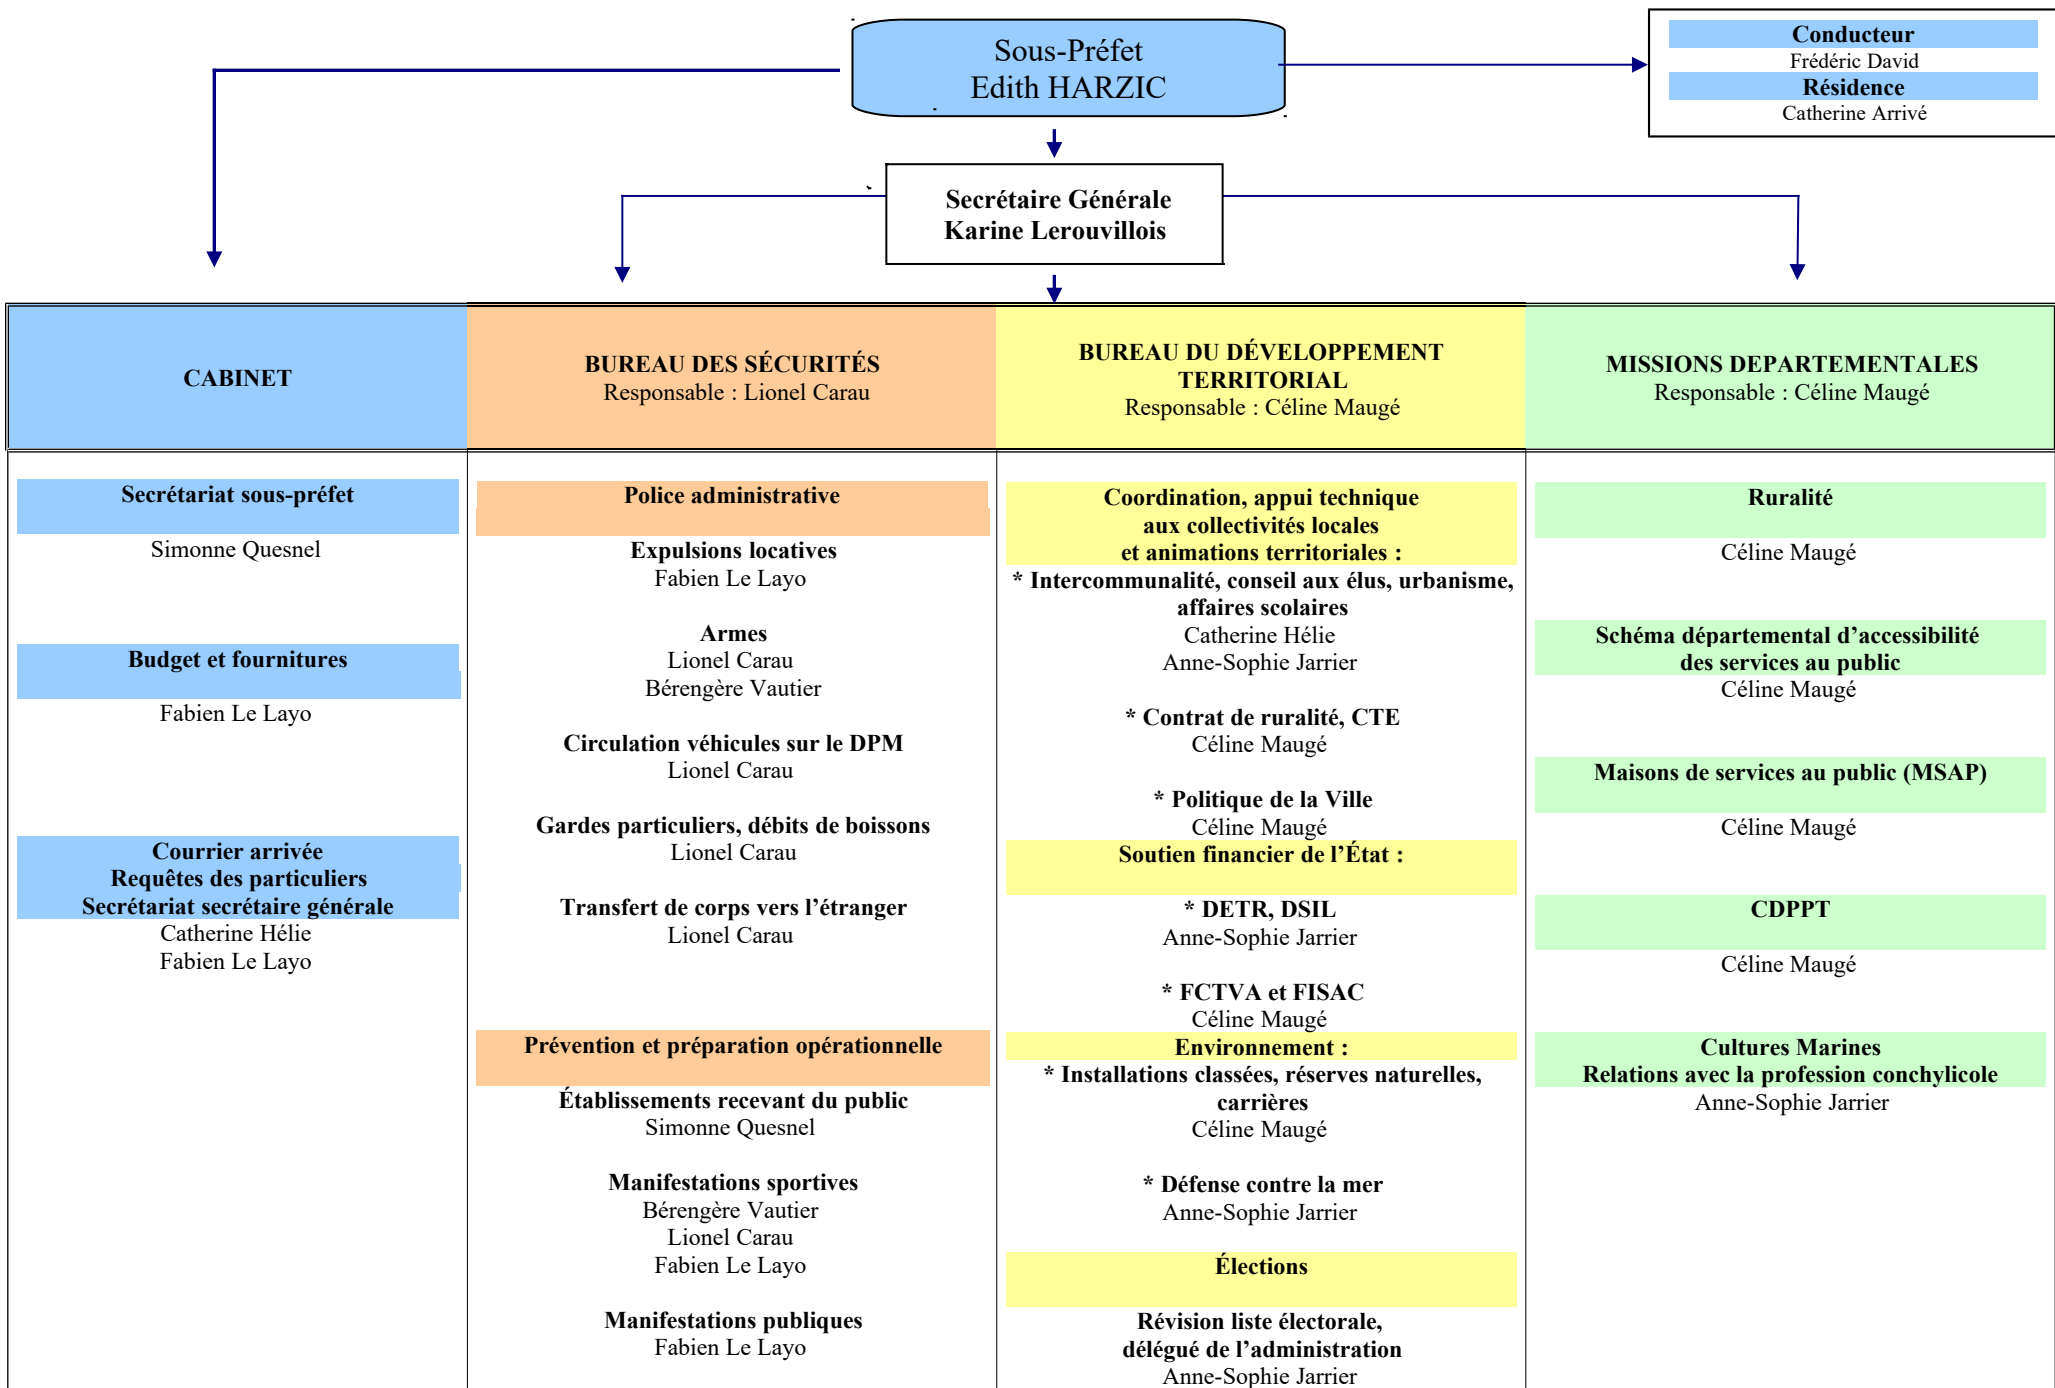 Sous-Préfet
Edith HARZIC
Conducteur
Frédéric David
Résidence
Catherine Arrivé
Secrétaire Générale
Karine Lerouvillois
CABINET
BUREAU DES SÉCURITÉS
Responsable : Lionel Carau
BUREAU DU DÉVELOPPEMENT
TERRITORIAL
Responsable : Céline Maugé
MISSIONS DEPARTEMENTALES
Responsable : Céline Maugé
Secrétariat sous-préfet
Simonne Quesnel
Budget et fournitures
Fabien Le Layo
Courrier arrivée
Requêtes des particuliers
Secrétariat secrétaire générale
Catherine Hélie
Fabien Le Layo
Police administrative
Expulsions locatives
Fabien Le Layo
Armes
Lionel Carau
Bérengère Vautier
Circulation véhicules sur le DPM
Lionel Carau
Gardes particuliers, débits de boissons
Lionel Carau
Transfert de corps vers l’étranger
Lionel Carau
Prévention et préparation opérationnelle
Établissements recevant du public
Simonne Quesnel
Manifestations sportives
Bérengère Vautier
Lionel Carau
Fabien Le Layo
Manifestations publiques
Fabien Le Layo
Coordination, appui technique
aux collectivités locales
et animations territoriales :
* Intercommunalité, conseil aux élus, urbanisme,
affaires scolaires
Catherine Hélie
Anne-Sophie Jarrier
* Contrat de ruralité, CTE
Céline Maugé
* Politique de la Ville
Céline Maugé
Soutien financier de l’État :
* DETR, DSIL
Anne-Sophie Jarrier
* FCTVA et FISAC
Céline Maugé
Environnement :
* Installations classées, réserves naturelles,
carrières
Céline Maugé
* Défense contre la mer
Anne-Sophie Jarrier
Élections
Révision liste électorale,
délégué de l’administration
Anne-Sophie Jarrier
Ruralité
Céline Maugé
Schéma départemental d’accessibilité
des services au public
Céline Maugé
Maisons de services au public (MSAP)
Céline Maugé
CDPPT
Céline Maugé
Cultures Marines
Relations avec la profession conchylicole
Anne-Sophie Jarrier